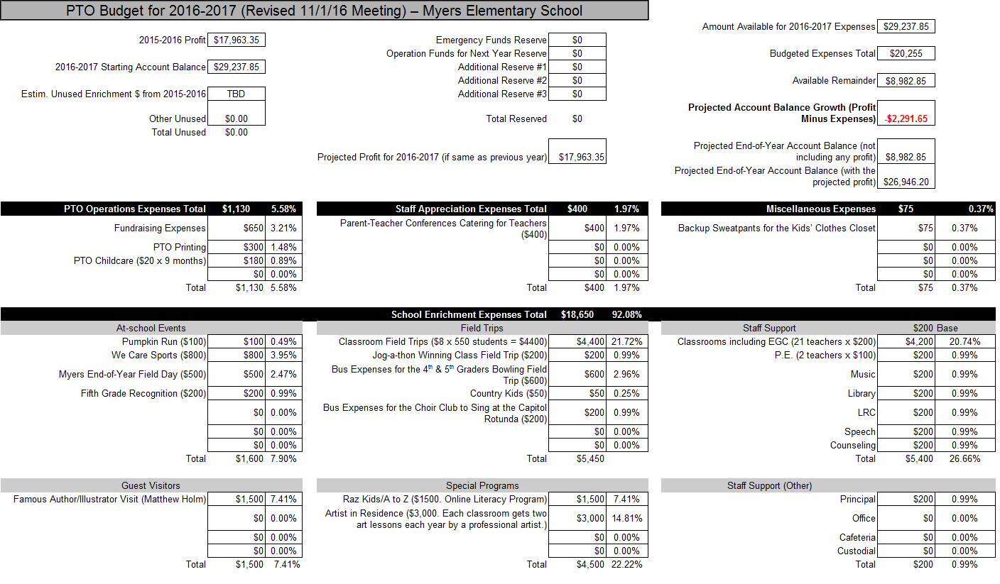 PTO Budget for 2016-2017 (Revised 11/1/16 Meeting) – Myers Elementary School
Amount Available for 2016-2017 Expenses $29,237.85
2015-2016 Profit $17,963.35 Emergency Funds Reserve $0
Operation Funds for Next Year Reserve $0 Budgeted Expenses Total $20,255
2016-2017 Starting Account Balance $29,237.85 Additional Reserve #1 $0
Additional Reserve #2 $0 Available Remainder $8,982.85
Estim. Unused Enrichment $ from 2015-2016 TBD Additional Reserve #3 $0
Projected Account Balance Growth (Profit
Other Unused $0.00 Total Reserved $0 Minus Expenses) -$2,291.65
Total Unused $0.00
Projected End-of-Year Account Balance (not
Projected Profit for 2016-2017 (if same as previous year) $17,963.35 including any profit) $8,982.85
Projected End-of-Year Account Balance (with the
projected profit) $26,946.20
PTO Operations Expenses Total $1,130 5.58% Staff Appreciation Expenses Total $400 1.97% Miscellaneous Expenses $75 0.37%
Parent-Teacher Conferences Catering for Teachers
Fundraising Expenses $650 3.21% ($400) $400 1.97% Backup Sweatpants for the Kids’ Clothes Closet $75 0.37%
PTO Printing $300 1.48% $0 0.00% $0 0.00%
PTO Childcare ($20 x 9 months) $180 0.89% $0 0.00% $0 0.00%
$0 0.00% $0 0.00% $0 0.00%
Total $1,130 5.58% Total $400 1.97% Total $75 0.37%
School Enrichment Expenses Total $18,650 92.08%
At-school Events Field Trips Staff Support $200 Base
Pumpkin Run ($100) $100 0.49% Classroom Field Trips ($8 x 550 students = $4400) $4,400 21.72% Classrooms including EGC (21 teachers x $200) $4,200 20.74%
We Care Sports ($800) $800 3.95% Jog-a-thon Winning Class Field Trip ($200) $200 0.99% P.E. (2 teachers x $100) $200 0.99%
Bus Expenses for the 4th & 5th Graders Bowling Field
Myers End-of-Year Field Day ($500) $500 2.47% Trip ($600) $600 2.96% Music $200 0.99%
Fifth Grade Recognition ($200) $200 0.99% Country Kids ($50) $50 0.25% Library $200 0.99%
Bus Expenses for the Choir Club to Sing at the Capitol
$0 0.00% Rotunda ($200) $200 0.99% LRC $200 0.99%
$0 0.00% $0 0.00% Speech $200 0.99%
$0 0.00% $0 0.00% Counseling $200 0.99%
Total $1,600 7.90% Total $5,450 Total $5,400 26.66%
Guest Visitors Special Programs Staff Support (Other)
Famous Author/Illustrator Visit (Matthew Holm) $1,500 7.41% Raz Kids/A to Z ($1500. Online Literacy Program) $1,500 7.41% Principal $200 0.99%
Artist in Residence ($3,000. Each classroom gets two
$0 0.00% art lessons each year by a professional artist.) $3,000 14.81% Office $0 0.00%
$0 0.00% $0 0.00% Cafeteria $0 0.00%
$0 0.00% $0 0.00% Custodial $0 0.00%
Total $1,500 7.41% Total $4,500 22.22% Total $200 0.99%